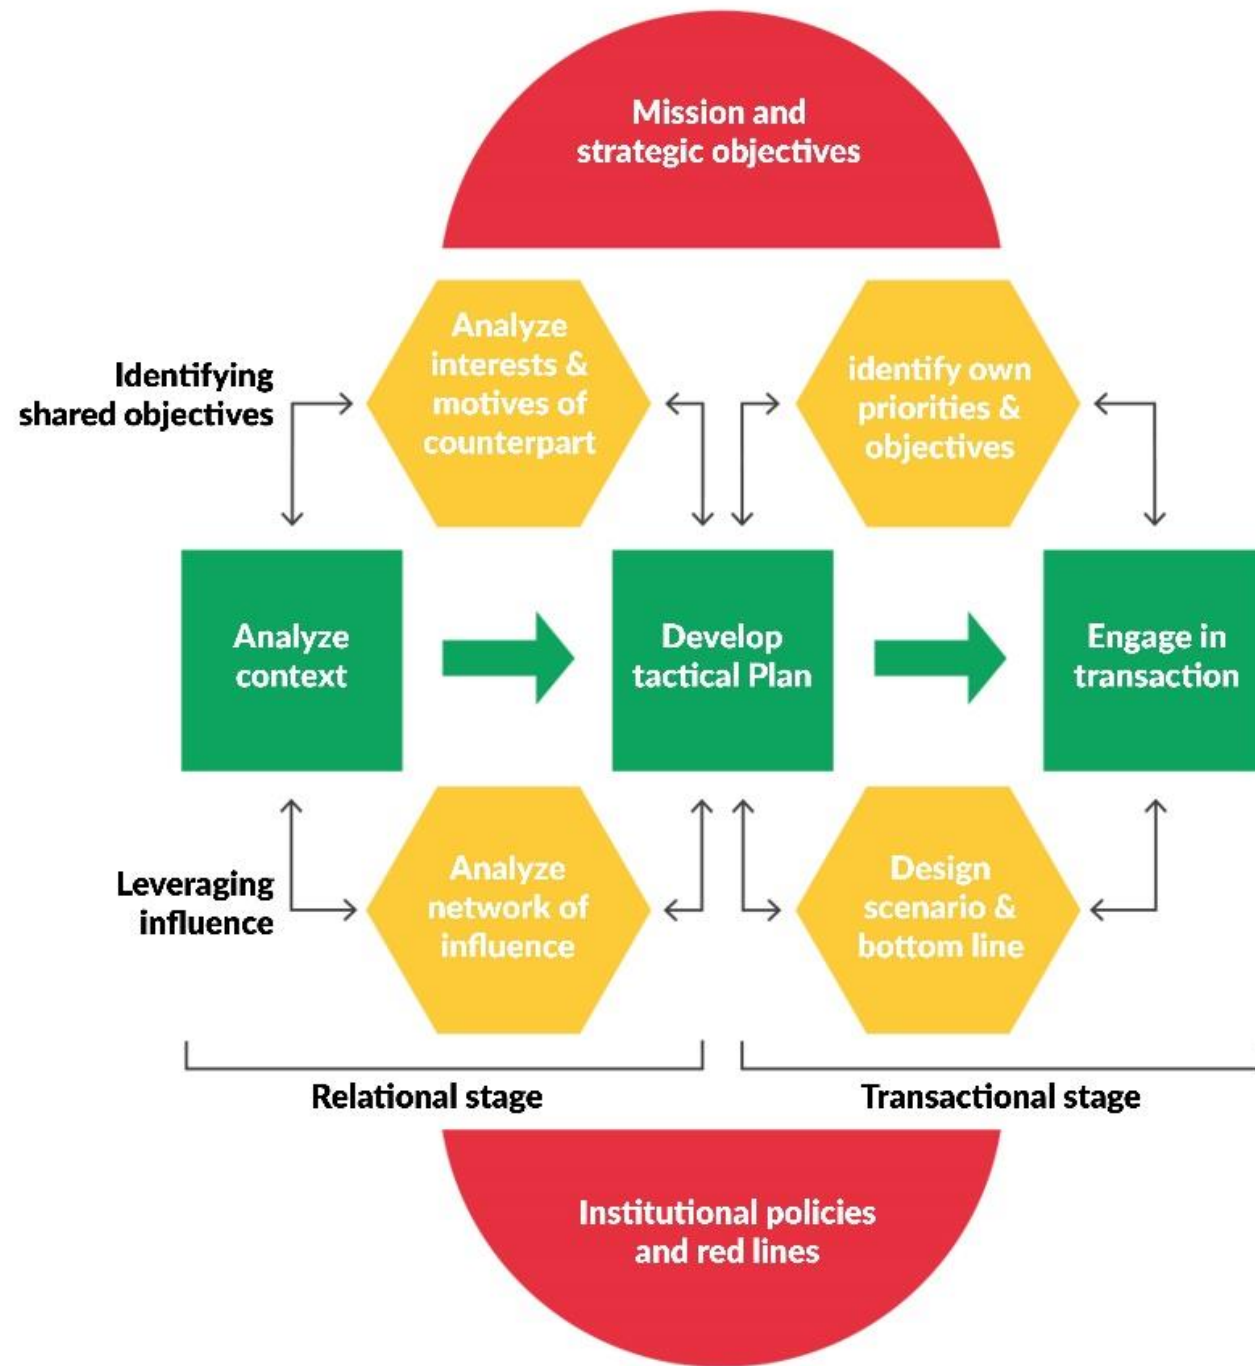 Mission and
strategic objectives
Identifying
shared objectives
Analyze
interests &
motives of
counterpart
identify own
priorities &
objectives
Analyze
context
Develop
tactical Plan
Engage in
transaction
Leveraging
influence
Analyze
network of
influence
Design
scenario &
bottom line
Relational stage
Transactional stage
Institutional policies
and red lines